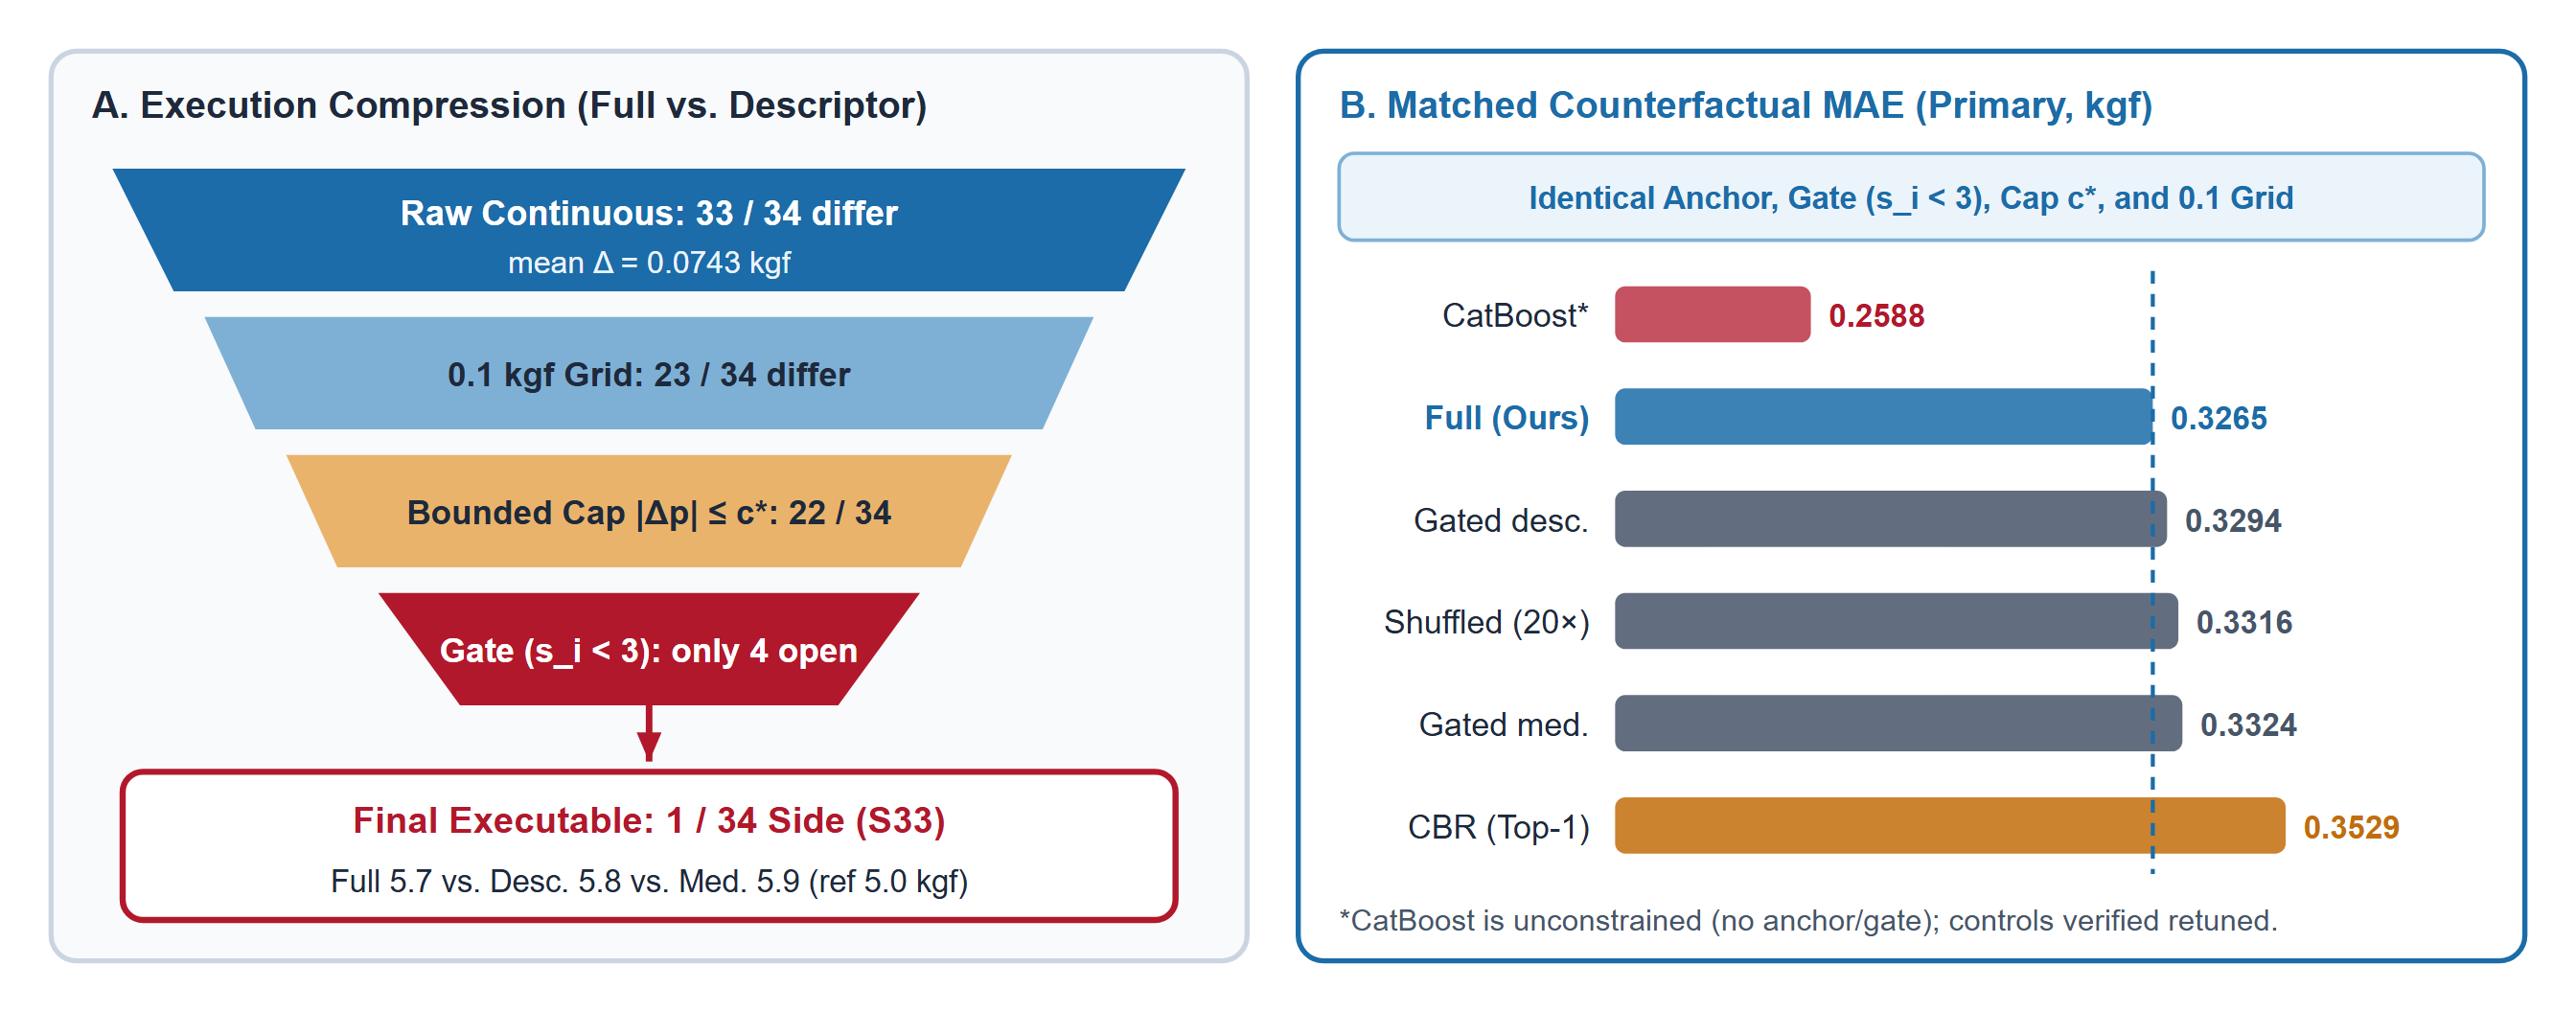 A. Execution Compression (Full vs. Descriptor)
Raw Continuous: 33 / 34 differ
mean Δ = 0.0743 kgf
0.1 kgf Grid: 23 / 34 differ
Bounded Cap |Δp| ≤ c*: 22 / 34
Gate (s_i < 3): only 4 open
Final Executable: 1 / 34 Side (S33)
Full 5.7 vs. Desc. 5.8 vs. Med. 5.9 (ref 5.0 kgf)
B. Matched Counterfactual MAE (Primary, kgf)
Identical Anchor, Gate (s_i < 3), Cap c*, and 0.1 Grid
CatBoost* 0.2588
Full (Ours) 0.3265
Gated desc. 0.3294
Shuffled (20×) 0.3316
Gated med. 0.3324
CBR (Top-1) 0.3529
*CatBoost is unconstrained (no anchor/gate); controls verified retuned.